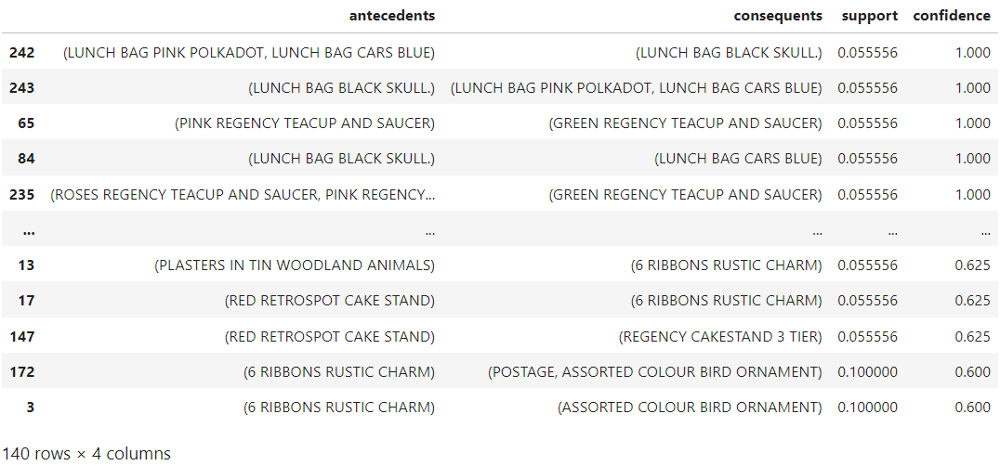 antecedents consequents support confidence
242 (LUNCH BAG PINK POLKADOT, LUNCH BAG CARS BLUE) (LUNCH BAG BLACK SKULL.) 0.055556 1.000
243 (LUNCH BAG BLACK SKULL.) (LUNCH BAG PINK POLKADOT, LUNCH BAG CARS BLUE) 0.055556 1.000
65 (PINK REGENCY TEACUP AND SAUCER) (GREEN REGENCY TEACUP AND SAUCER) 0.055556 1.000
84 (LUNCH BAG BLACK SKULL.) (LUNCH BAG CARS BLUE) 0.055556 1.000
235 (ROSES REGENCY TEACUP AND SAUCER, PINK REGENCY... (GREEN REGENCY TEACUP AND SAUCER) 0.055556 1.000
... ... ... ... ...
13 (PLASTERS IN TIN WOODLAND ANIMALS) (6 RIBBONS RUSTIC CHARM) 0.055556 0.625
17 (RED RETROSPOT CAKE STAND) (6 RIBBONS RUSTIC CHARM) 0.055556 0.625
147 (RED RETROSPOT CAKE STAND) (REGENCY CAKESTAND 3 TIER) 0.055556 0.625
172 (6 RIBBONS RUSTIC CHARM) (POSTAGE, ASSORTED COLOUR BIRD ORNAMENT) 0.100000 0.600
3 (6 RIBBONS RUSTIC CHARM) (ASSORTED COLOUR BIRD ORNAMENT) 0.100000 0.600
140 rows × 4 columns